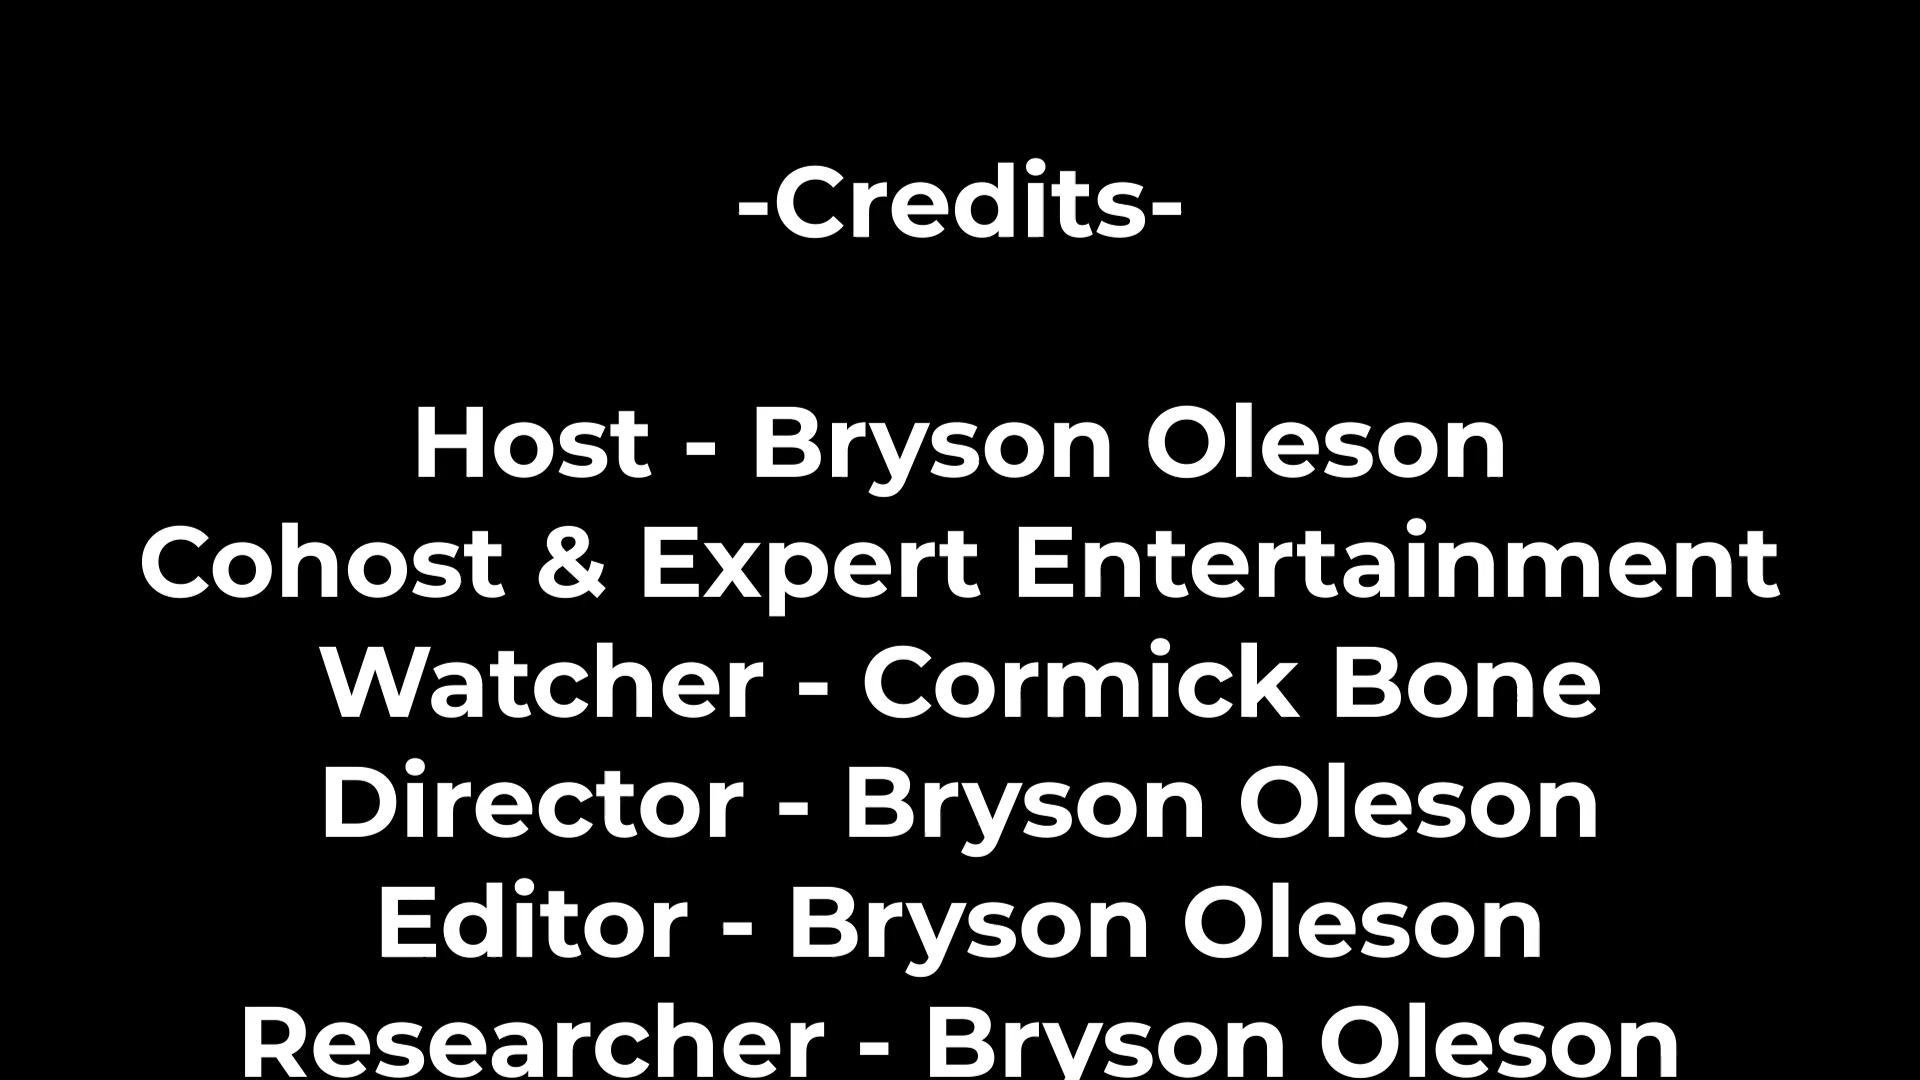 -Credits-
Host - Bryson Oleson
Cohost & Expert Entertainment
Watcher - Cormick Bone
Director - Bryson Oleson
Editor - Bryson Oleson
Researcher - Bryson Oleson